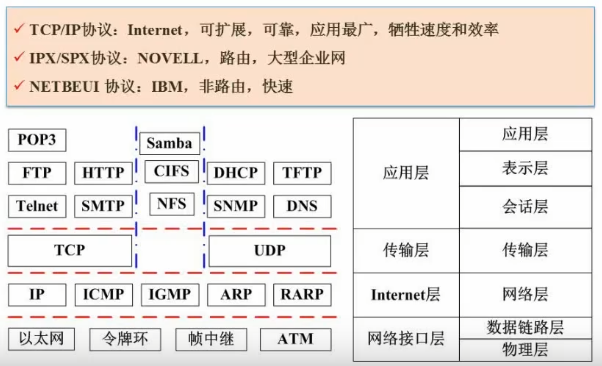 ✓ TCP/IP协议：Internet，可扩展，可靠，应用最广，牺牲速度和效率
✓ IPX/SPX协议：NOVELL，路由，大型企业网
✓ NETBEUI 协议：IBM，非路由，快速
POP3
Samba
FTP HTTP CIFS DHCP TFTP
Telnet SMTP NFS SNMP DNS
TCP UDP
IP ICMP IGMP ARP RARP
以太网 令牌环 帧中继 ATM
应用层 应用层
表示层
会话层
传输层 传输层
Internet层 网络层
网络接口层 数据链路层
物理层